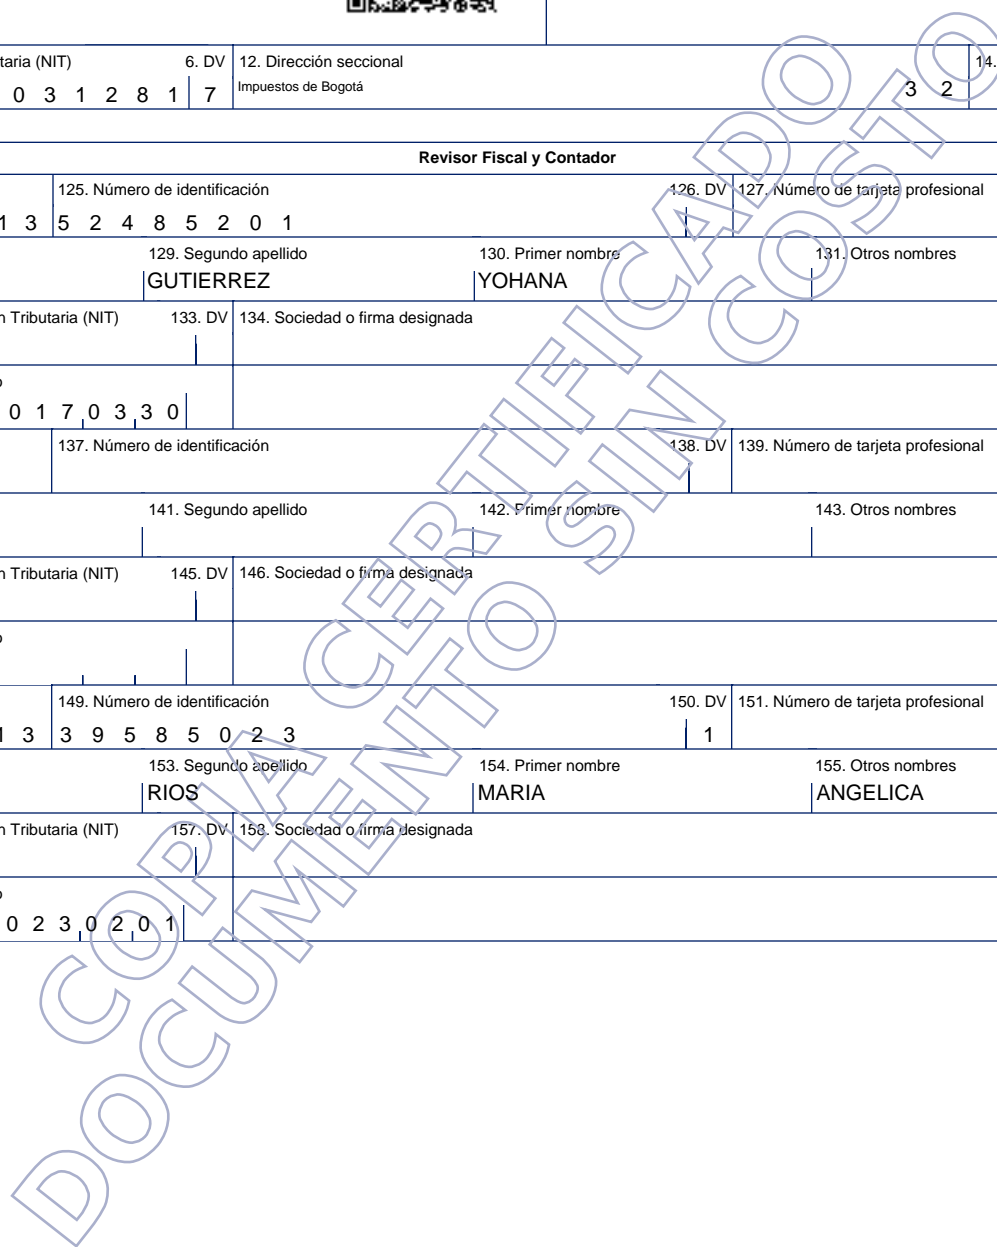 taria (NIT) 6. DV 12. Dirección seccional 14.
0 3 1 2 8 1 7 Impuestos de Bogotá 3 2
Revisor Fiscal y Contador
125. Número de identificación 126. DV 127. Número de tarjeta profesional
1 3 5 2 4 8 5 2 0 1
129. Segundo apellido 130. Primer nombre 131. Otros nombres
GUTIERREZ YOHANA
n Tributaria (NIT) 133. DV 134. Sociedad o firma designada
o
0 1 7 0 3 3 0
137. Número de identificación 138. DV 139. Número de tarjeta profesional
141. Segundo apellido 142. Primer nombre 143. Otros nombres
n Tributaria (NIT) 145. DV 146. Sociedad o firma designada
o
149. Número de identificación 150. DV 151. Número de tarjeta profesional
1 3 3 9 5 8 5 0 2 3 1
153. Segundo apellido 154. Primer nombre 155. Otros nombres
RIOS MARIA ANGELICA
n Tributaria (NIT) 157. DV 158. Sociedad o firma designada
o
0 2 3 0 2 0 1
COPIA CERTIFICADO
DOCUMENTO SIN COSTO